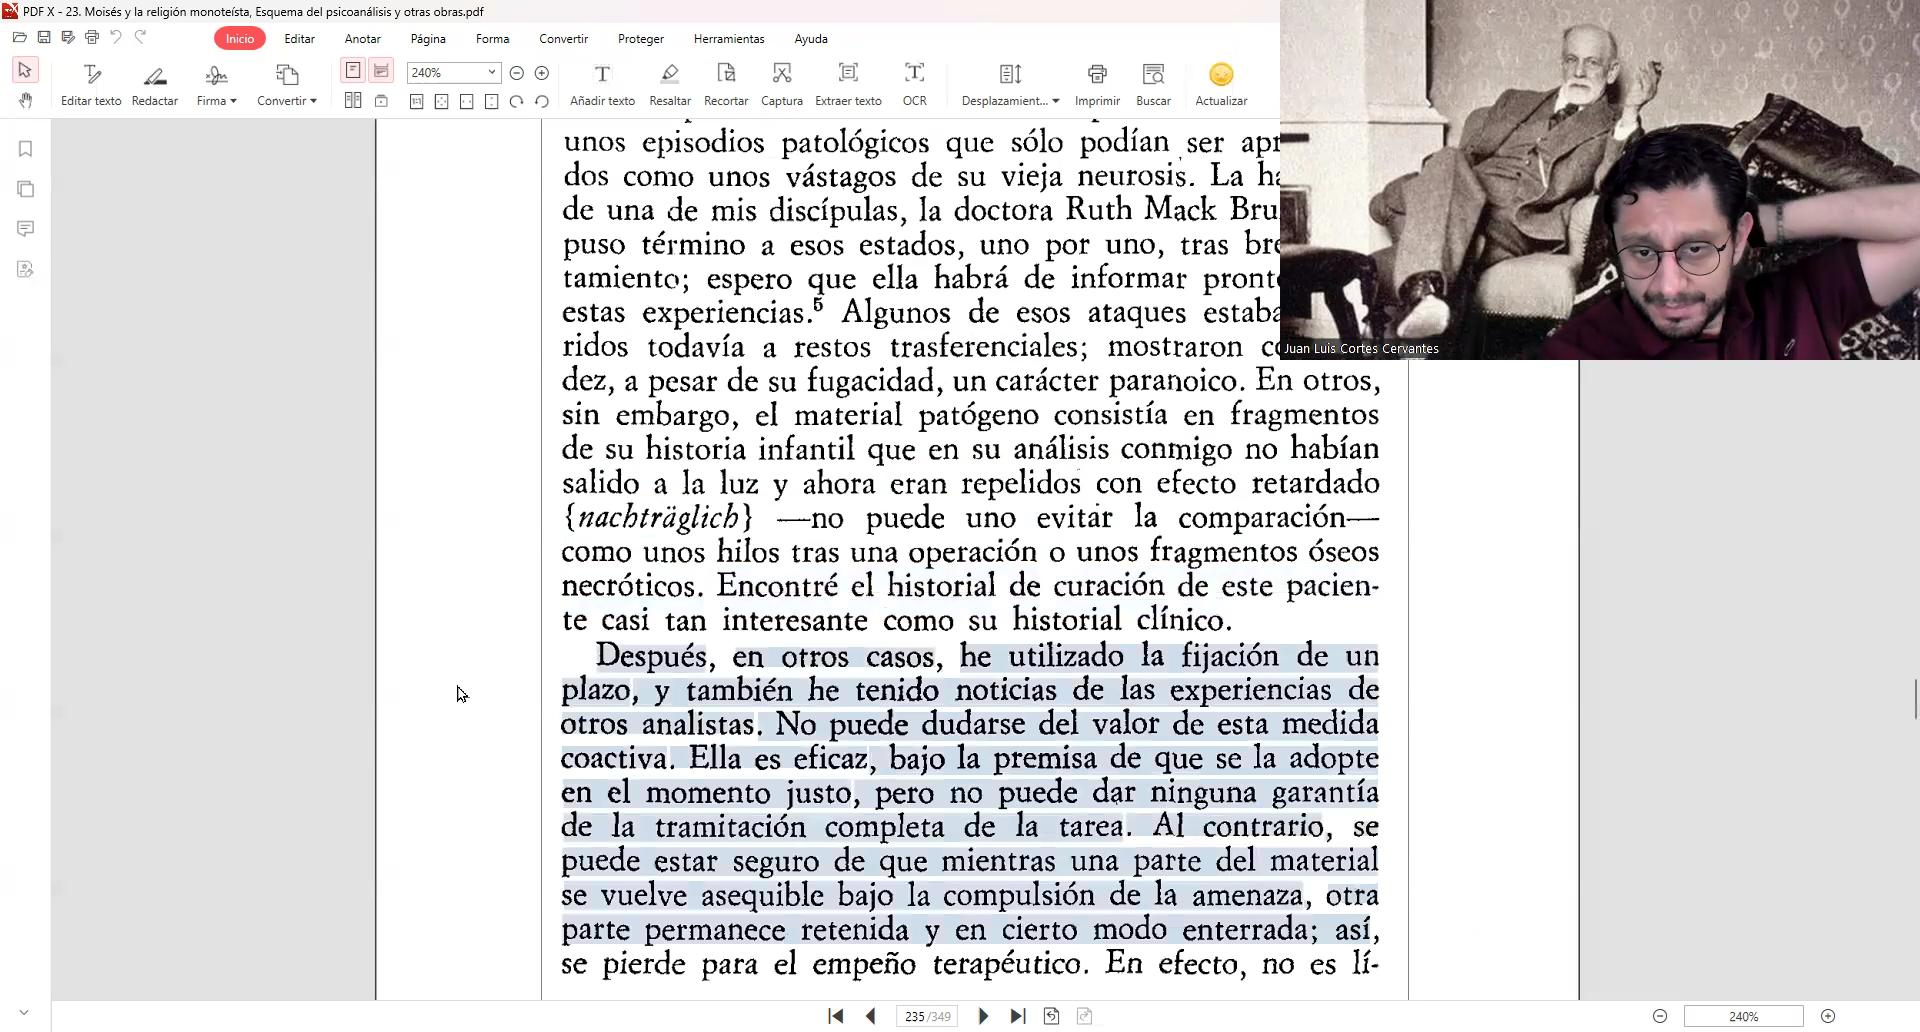 PDF X - 23. Moisés y la religión monoteísta, Esquema del psicoanálisis y otras obras.pdf
Inicio Editar Anotar Página Forma Convertir Proteger Herramientas Ayuda
240%
Editar texto Redactar Firma Convertir Añadir texto Resaltar Recortar Captura Extraer texto OCR Desplazamient... Imprimir Buscar Actualizar
unos episodios patológicos que sólo podían ser apr
dos como unos vástagos de su vieja neurosis. La ha
de una de mis discípulas, la doctora Ruth Mack Bru
puso término a esos estados, uno por uno, tras bre
tamiento; espero que ella habrá de informar pront
estas experiencias.⁵ Algunos de esos ataques estaba
ridos todavía a restos trasferenciales; mostraron co
dez, a pesar de su fugacidad, un carácter paranoico. En otros,
sin embargo, el material patógeno consistía en fragmentos
de su historia infantil que en su análisis conmigo no habían
salido a la luz y ahora eran repelidos con efecto retardado
{nachträglich} —no puede uno evitar la comparación—
como unos hilos tras una operación o unos fragmentos óseos
necróticos. Encontré el historial de curación de este pacien-
te casi tan interesante como su historial clínico.
Después, en otros casos, he utilizado la fijación de un
plazo, y también he tenido noticias de las experiencias de
otros analistas. No puede dudarse del valor de esta medida
coactiva. Ella es eficaz, bajo la premisa de que se la adopte
en el momento justo, pero no puede dar ninguna garantía
de la tramitación completa de la tarea. Al contrario, se
puede estar seguro de que mientras una parte del material
se vuelve asequible bajo la compulsión de la amenaza, otra
parte permanece retenida y en cierto modo enterrada; así,
se pierde para el empeño terapéutico. En efecto, no es lí-
Juan Luis Cortes Cervantes
235/349
240%